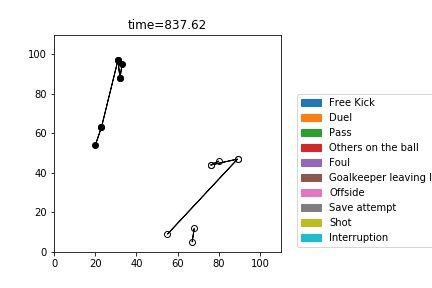 time=837.62
100
80
60
40
20
0
0 20 40 60 80 100
Free Kick
Duel
Pass
Others on the ball
Foul
Goalkeeper leaving l
Offside
Save attempt
Shot
Interruption